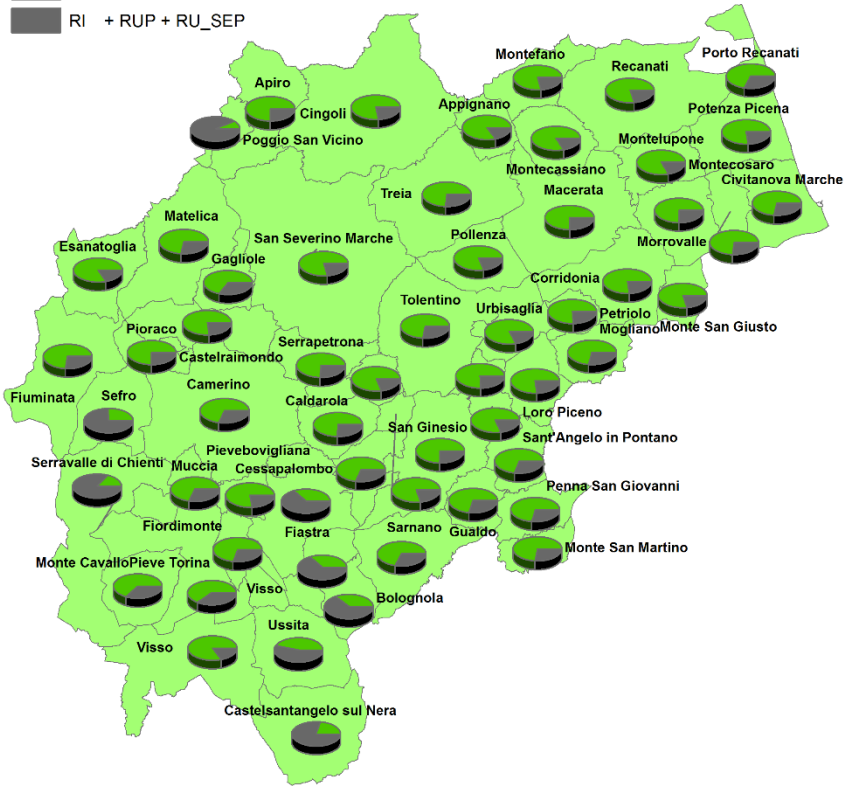 RI + RUP + RU_SEP
Porto Recanati
Montefano
Recanati
Apiro
Cingoli
Appignano
Potenza Picena
Poggio San Vicino
Montelupone
Montecassiano
Montecosaro
Civitanova Marche
Treia
Macerata
Matelica
San Severino Marche
Pollenza
Morrovalle
Esanatoglia
Gagliole
Corridonia
Tolentino
Urbisaglia
Petriolo
Monte San Giusto
Mogliano
Pioraco
Castelraimondo
Serrapetrona
Fiuminata
Sefro
Camerino
Caldarola
Loro Piceno
San Ginesio
Sant'Angelo in Pontano
Pievebovigliana
Serravalle di Chienti
Muccia
Cessapalombo
Penna San Giovanni
Fiordimonte
Fiastra
Sarnano
Gualdo
Monte San Martino
Monte Cavallo
Pieve Torina
Visso
Bolognola
Ussita
Visso
Castelsantangelo sul Nera